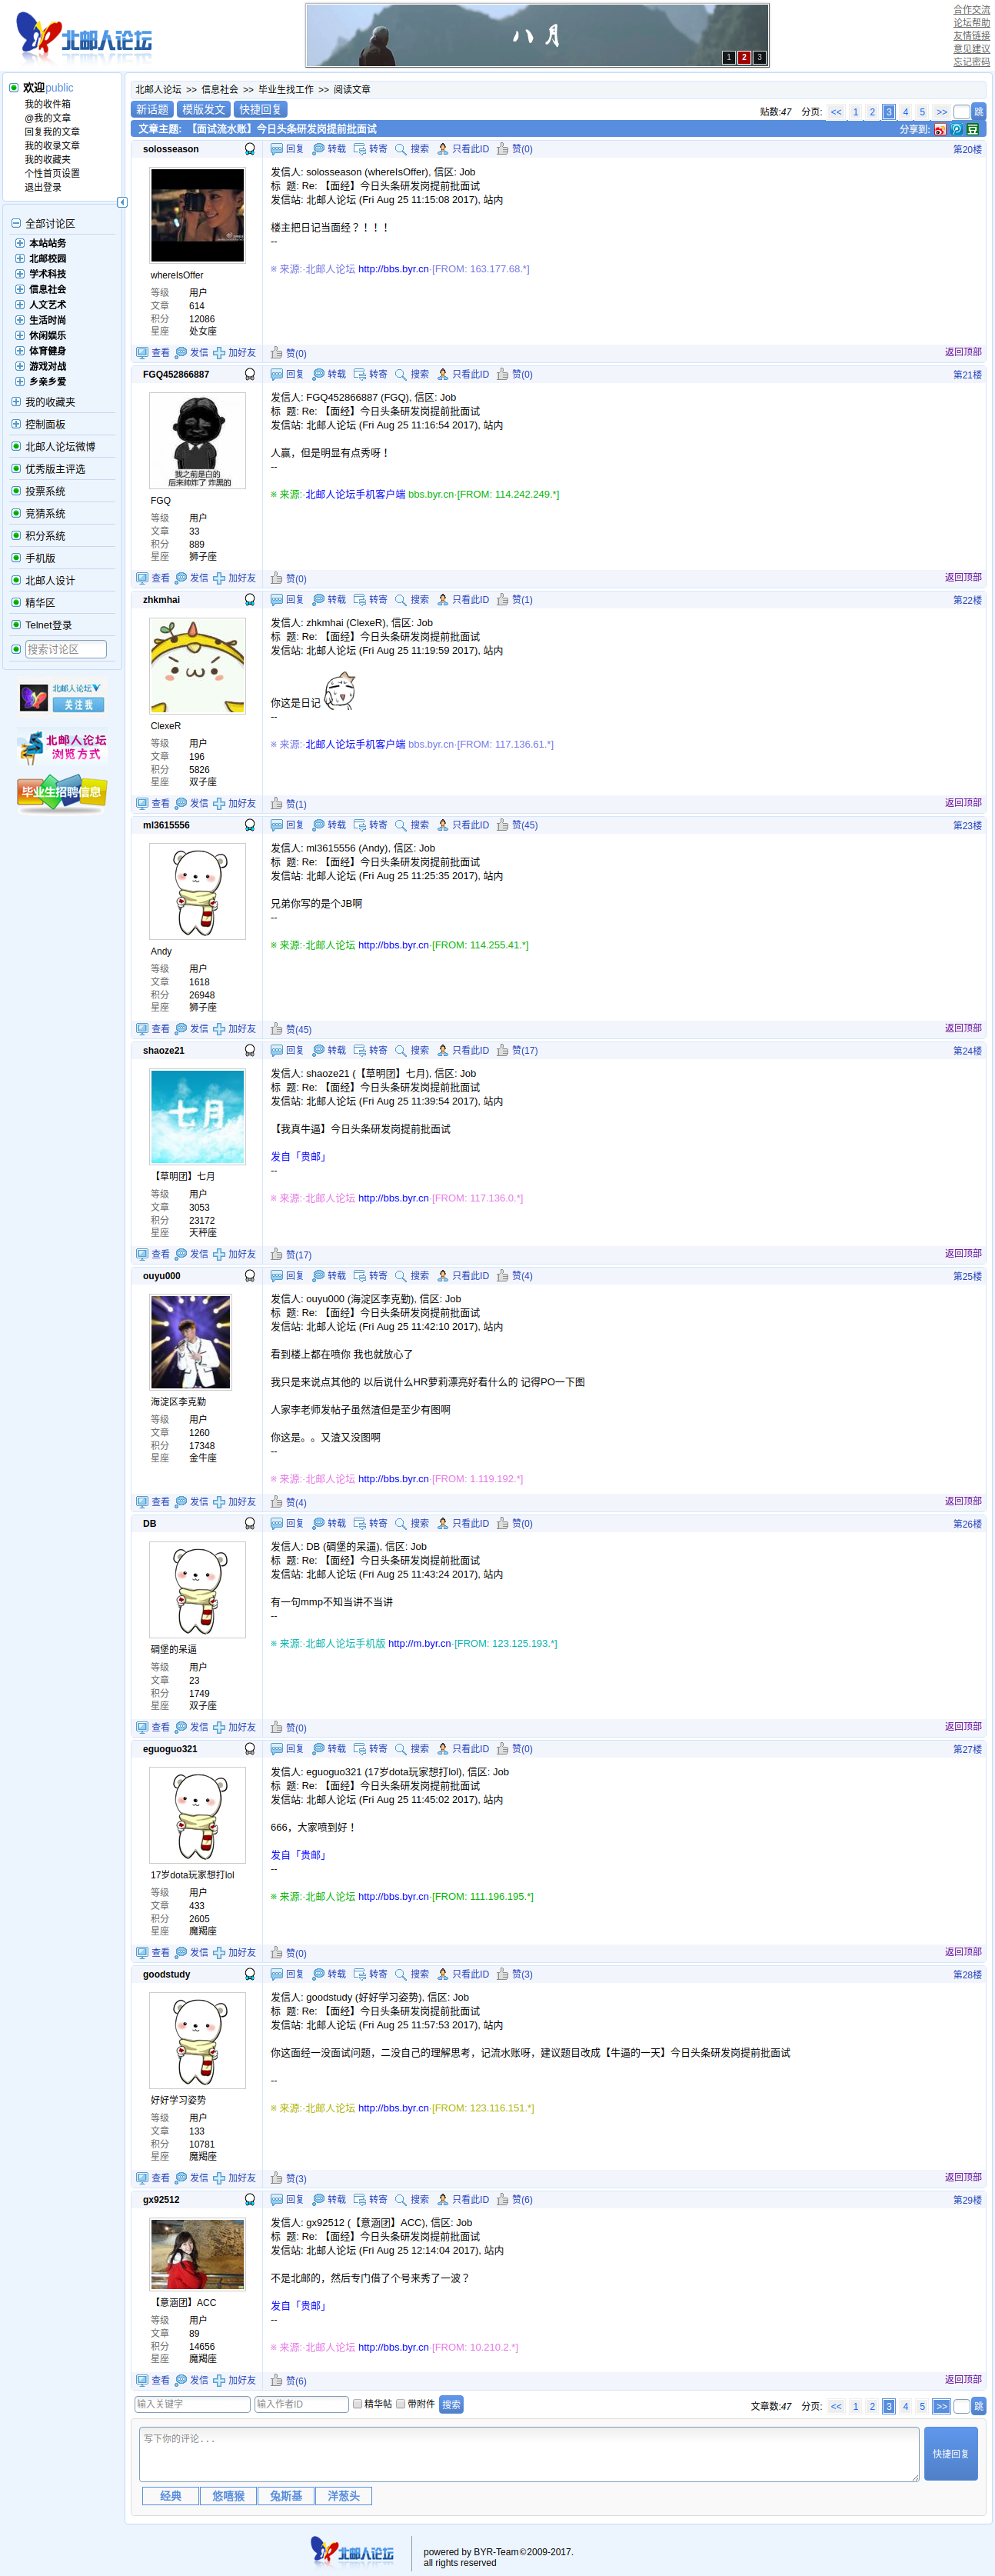 北邮人论坛
八月
1 2 3
合作交流
论坛帮助
友情链接
意见建议
忘记密码
欢迎public
我的收件箱
@我的文章
回复我的文章
我的收录文章
我的收藏夹
个性首页设置
退出登录
全部讨论区
本站站务
北邮校园
学术科技
信息社会
人文艺术
生活时尚
休闲娱乐
体育健身
游戏对战
乡亲乡爱
我的收藏夹
控制面板
北邮人论坛微博
优秀版主评选
投票系统
竞猜系统
积分系统
手机版
北邮人设计
精华区
Telnet登录
搜索讨论区
北邮人论坛
关注我
北邮人论坛
浏览方式
毕业生招聘信息
北邮人论坛 >> 信息社会 >> 毕业生找工作 >> 阅读文章
新话题 模版发文 快捷回复
贴数:47 分页: << 1 2 3 4 5 >> 跳
文章主题: 【面试流水账】今日头条研发岗提前批面试
分享到:
solosseason 回复 转载 转寄 搜索 只看此ID 赞(0) 第20楼
whereIsOffer
等级 用户
文章 614
积分 12086
星座 处女座
发信人: solosseason (whereIsOffer), 信区: Job
标 题: Re: 【面经】今日头条研发岗提前批面试
发信站: 北邮人论坛 (Fri Aug 25 11:15:08 2017), 站内
楼主把日记当面经？！！！
--
※ 来源:·北邮人论坛 http://bbs.byr.cn·[FROM: 163.177.68.*]
查看 发信 加好友 赞(0) 返回顶部
FGQ452866887 回复 转载 转寄 搜索 只看此ID 赞(0) 第21楼
我之前是白的
后来帅炸了 炸黑的
FGQ
等级 用户
文章 33
积分 889
星座 狮子座
发信人: FGQ452866887 (FGQ), 信区: Job
标 题: Re: 【面经】今日头条研发岗提前批面试
发信站: 北邮人论坛 (Fri Aug 25 11:16:54 2017), 站内
人赢，但是明显有点秀呀！
--
※ 来源:·北邮人论坛手机客户端 bbs.byr.cn·[FROM: 114.242.249.*]
查看 发信 加好友 赞(0) 返回顶部
zhkmhai 回复 转载 转寄 搜索 只看此ID 赞(1) 第22楼
ClexeR
等级 用户
文章 196
积分 5826
星座 双子座
发信人: zhkmhai (ClexeR), 信区: Job
标 题: Re: 【面经】今日头条研发岗提前批面试
发信站: 北邮人论坛 (Fri Aug 25 11:19:59 2017), 站内
你这是日记
--
※ 来源:·北邮人论坛手机客户端 bbs.byr.cn·[FROM: 117.136.61.*]
查看 发信 加好友 赞(1) 返回顶部
ml3615556 回复 转载 转寄 搜索 只看此ID 赞(45) 第23楼
Andy
等级 用户
文章 1618
积分 26948
星座 狮子座
发信人: ml3615556 (Andy), 信区: Job
标 题: Re: 【面经】今日头条研发岗提前批面试
发信站: 北邮人论坛 (Fri Aug 25 11:25:35 2017), 站内
兄弟你写的是个JB啊
--
※ 来源:·北邮人论坛 http://bbs.byr.cn·[FROM: 114.255.41.*]
查看 发信 加好友 赞(45) 返回顶部
shaoze21 回复 转载 转寄 搜索 只看此ID 赞(17) 第24楼
七月
【草明团】七月
等级 用户
文章 3053
积分 23172
星座 天秤座
发信人: shaoze21 (【草明团】七月), 信区: Job
标 题: Re: 【面经】今日头条研发岗提前批面试
发信站: 北邮人论坛 (Fri Aug 25 11:39:54 2017), 站内
【我真牛逼】今日头条研发岗提前批面试
发自「贵邮」
--
※ 来源:·北邮人论坛 http://bbs.byr.cn·[FROM: 117.136.0.*]
查看 发信 加好友 赞(17) 返回顶部
ouyu000 回复 转载 转寄 搜索 只看此ID 赞(4) 第25楼
海淀区李克勤
等级 用户
文章 1260
积分 17348
星座 金牛座
发信人: ouyu000 (海淀区李克勤), 信区: Job
标 题: Re: 【面经】今日头条研发岗提前批面试
发信站: 北邮人论坛 (Fri Aug 25 11:42:10 2017), 站内
看到楼上都在喷你 我也就放心了
我只是来说点其他的 以后说什么HR萝莉漂亮好看什么的 记得PO一下图
人家李老师发帖子虽然渣但是至少有图啊
你这是。。又渣又没图啊
--
※ 来源:·北邮人论坛 http://bbs.byr.cn·[FROM: 1.119.192.*]
查看 发信 加好友 赞(4) 返回顶部
DB 回复 转载 转寄 搜索 只看此ID 赞(0) 第26楼
碉堡的呆逼
等级 用户
文章 23
积分 1749
星座 双子座
发信人: DB (碉堡的呆逼), 信区: Job
标 题: Re: 【面经】今日头条研发岗提前批面试
发信站: 北邮人论坛 (Fri Aug 25 11:43:24 2017), 站内
有一句mmp不知当讲不当讲
--
※ 来源:·北邮人论坛手机版 http://m.byr.cn·[FROM: 123.125.193.*]
查看 发信 加好友 赞(0) 返回顶部
eguoguo321 回复 转载 转寄 搜索 只看此ID 赞(0) 第27楼
17岁dota玩家想打lol
等级 用户
文章 433
积分 2605
星座 魔羯座
发信人: eguoguo321 (17岁dota玩家想打lol), 信区: Job
标 题: Re: 【面经】今日头条研发岗提前批面试
发信站: 北邮人论坛 (Fri Aug 25 11:45:02 2017), 站内
666，大家喷到好！
发自「贵邮」
--
※ 来源:·北邮人论坛 http://bbs.byr.cn·[FROM: 111.196.195.*]
查看 发信 加好友 赞(0) 返回顶部
goodstudy 回复 转载 转寄 搜索 只看此ID 赞(3) 第28楼
好好学习姿势
等级 用户
文章 133
积分 10781
星座 魔羯座
发信人: goodstudy (好好学习姿势), 信区: Job
标 题: Re: 【面经】今日头条研发岗提前批面试
发信站: 北邮人论坛 (Fri Aug 25 11:57:53 2017), 站内
你这面经一没面试问题，二没自己的理解思考，记流水账呀，建议题目改成【牛逼的一天】今日头条研发岗提前批面试
--
※ 来源:·北邮人论坛 http://bbs.byr.cn·[FROM: 123.116.151.*]
查看 发信 加好友 赞(3) 返回顶部
gx92512 回复 转载 转寄 搜索 只看此ID 赞(6) 第29楼
【意涵团】ACC
等级 用户
文章 89
积分 14656
星座 魔羯座
发信人: gx92512 (【意涵团】ACC), 信区: Job
标 题: Re: 【面经】今日头条研发岗提前批面试
发信站: 北邮人论坛 (Fri Aug 25 12:14:04 2017), 站内
不是北邮的，然后专门借了个号来秀了一波？
发自「贵邮」
--
※ 来源:·北邮人论坛 http://bbs.byr.cn·[FROM: 10.210.2.*]
查看 发信 加好友 赞(6) 返回顶部
输入关键字 输入作者ID 精华帖 带附件 搜索
文章数:47 分页: << 1 2 3 4 5 >> 跳
写下你的评论...
快捷回复
经典 悠嘻猴 兔斯基 洋葱头
北邮人论坛
powered by BYR-Team©2009-2017.
all rights reserved